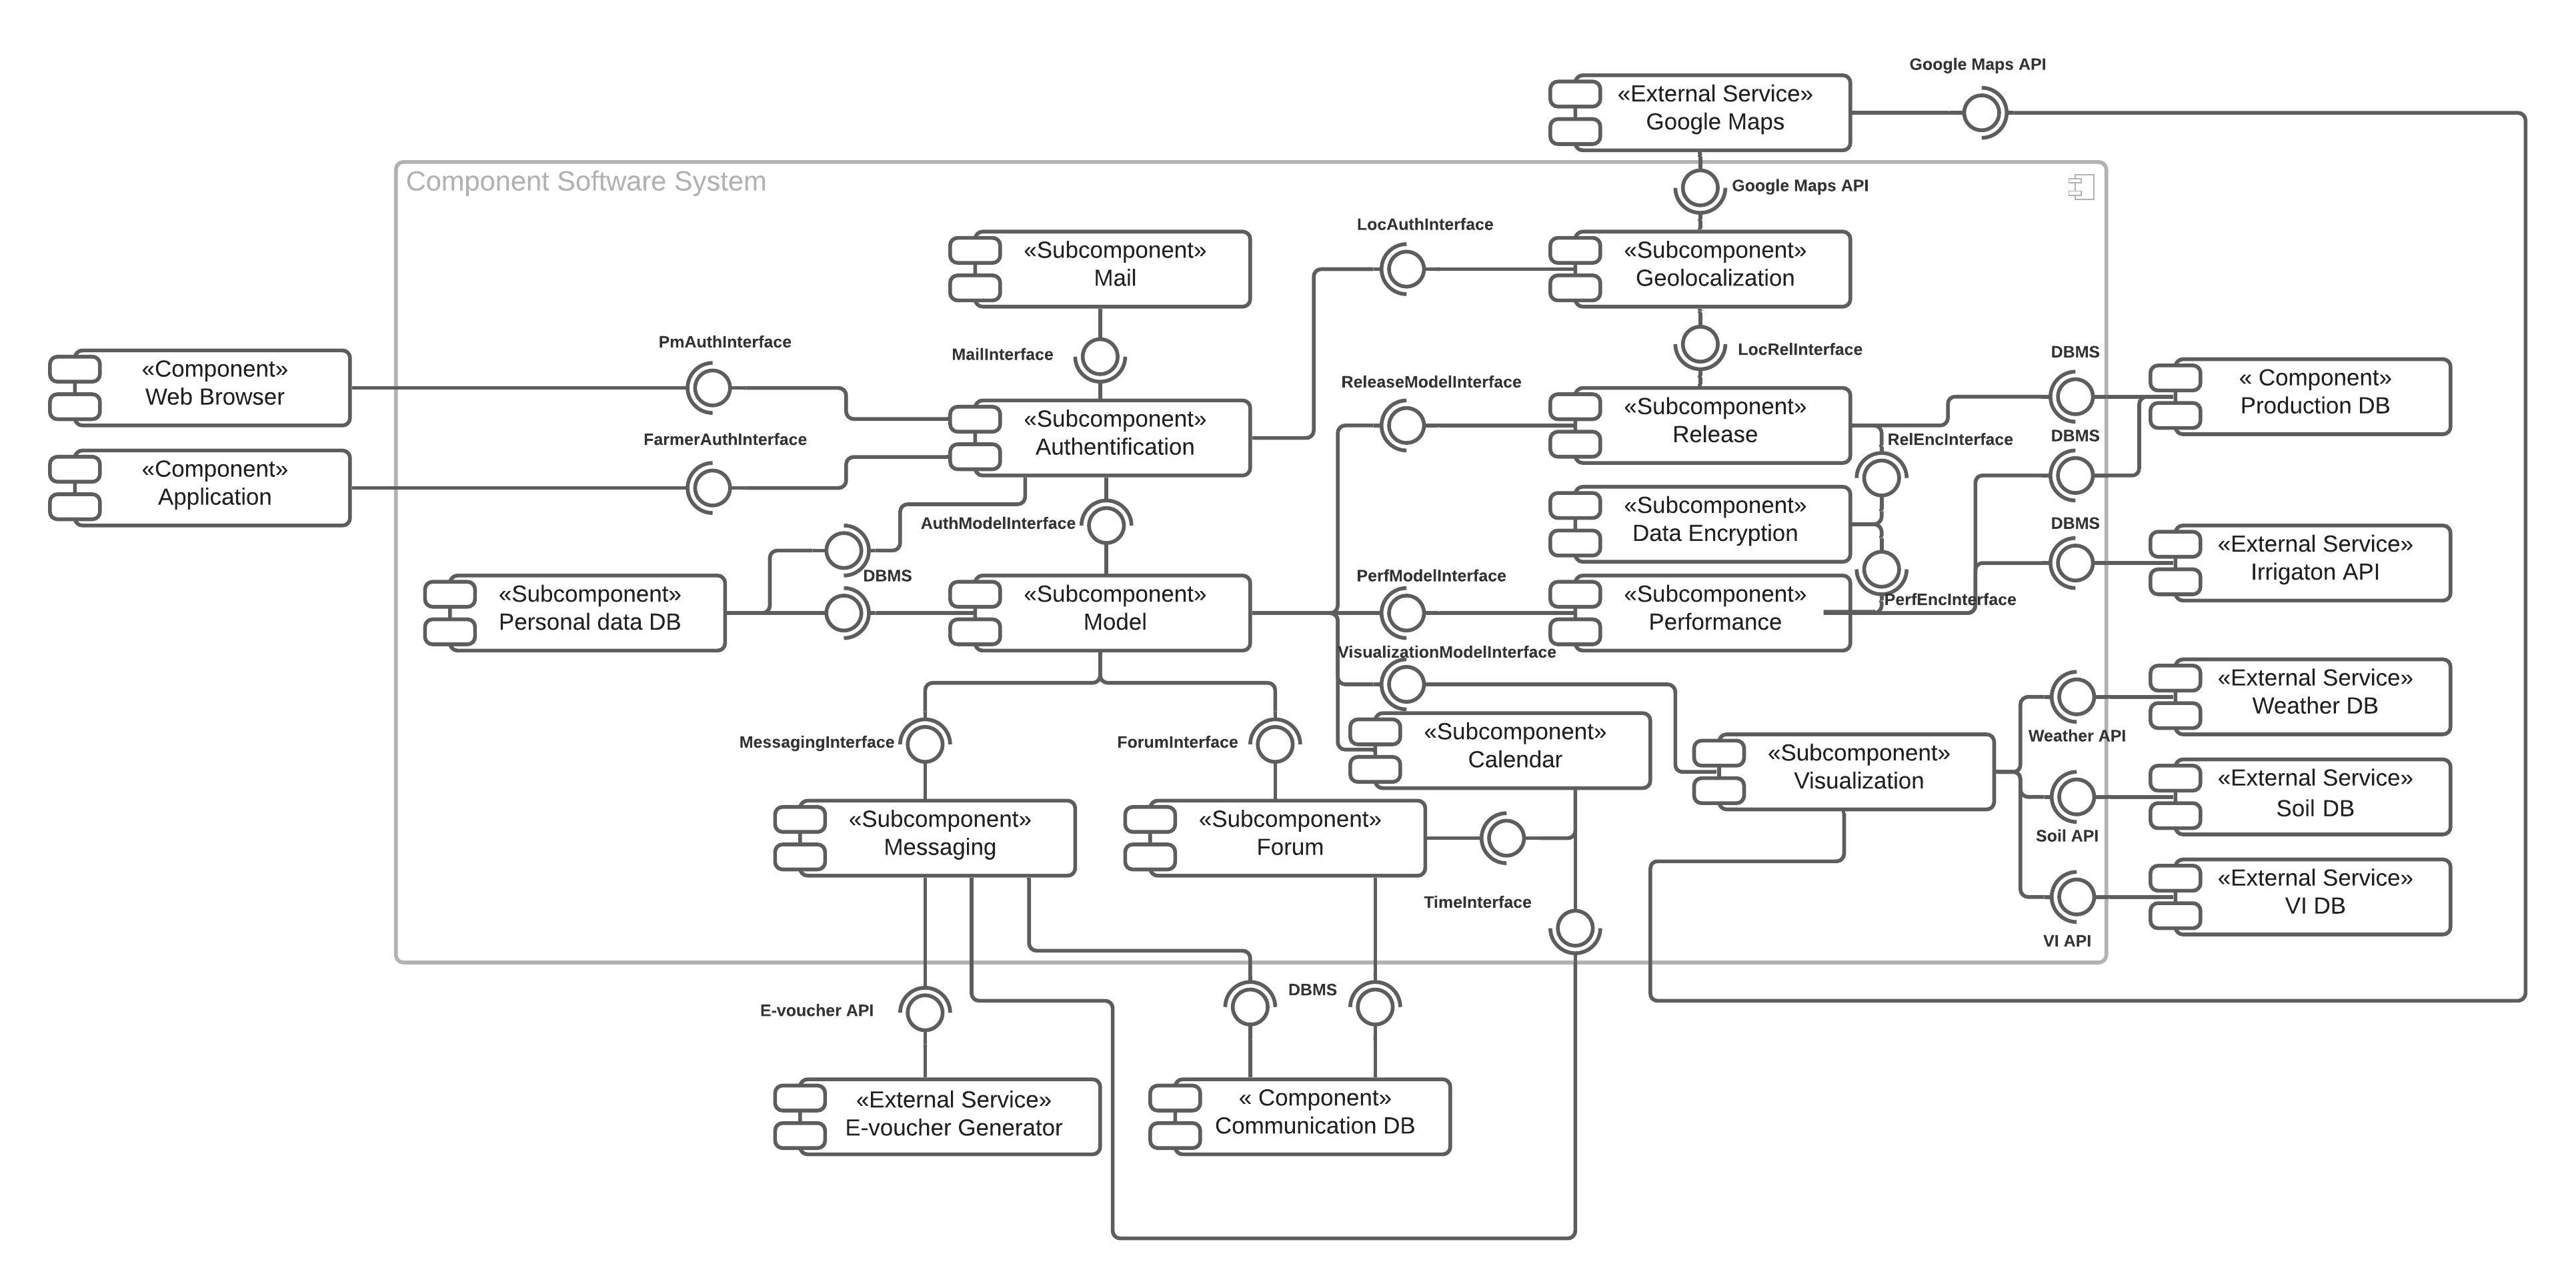 Google Maps API
«External Service»
Google Maps
Component Software System
Google Maps API
LocAuthInterface
«Subcomponent»
Mail
«Subcomponent»
Geolocalization
PmAuthInterface
MailInterface
LocRelInterface
DBMS
«Component»
Web Browser
ReleaseModelInterface
« Component»
Production DB
«Subcomponent»
Authentification
«Subcomponent»
Release
FarmerAuthInterface
RelEncInterface
DBMS
«Component»
Application
«Subcomponent»
Data Encryption
AuthModelInterface
DBMS
«External Service»
Irrigaton API
DBMS
PerfModelInterface
«Subcomponent»
Personal data DB
«Subcomponent»
Model
«Subcomponent»
Performance
PerfEncInterface
VisualizationModelInterface
«External Service»
Weather DB
MessagingInterface
ForumInterface
«Subcomponent»
Calendar
«Subcomponent»
Visualization
Weather API
«External Service»
Soil DB
«Subcomponent»
Messaging
«Subcomponent»
Forum
Soil API
TimeInterface
«External Service»
VI DB
VI API
E-voucher API
DBMS
«External Service»
E-voucher Generator
« Component»
Communication DB